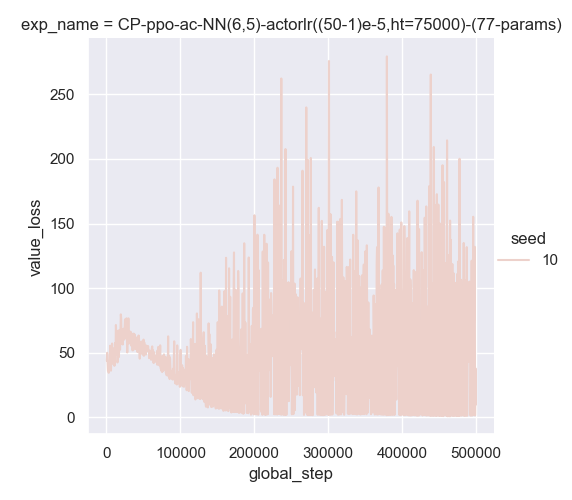 exp_name = CP-ppo-ac-NN(6,5)-actorlr((50-1)e-5,ht=75000)-(77-params)
250
200
150
100
50
0
value_loss
0 100000 200000 300000 400000 500000
global_step
seed
10